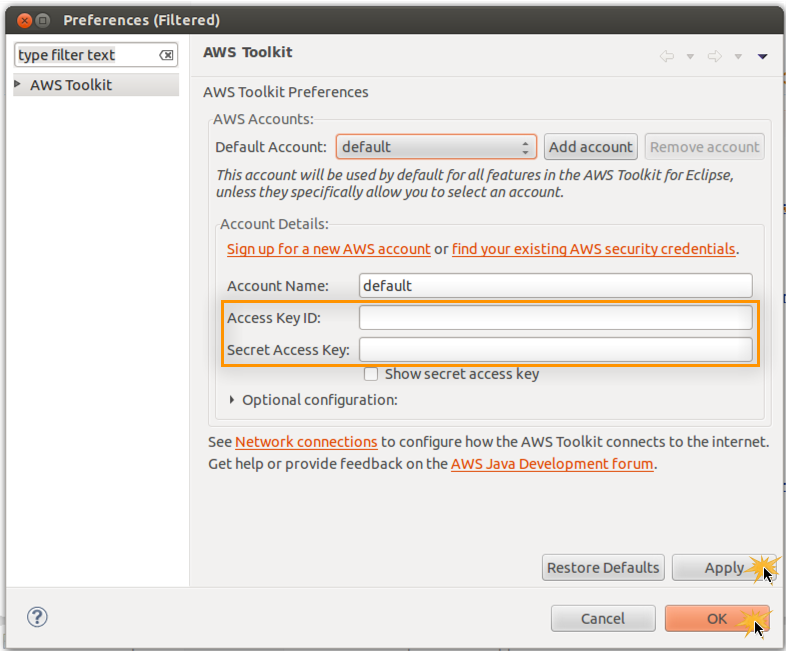 Preferences (Filtered)
type filter text
AWS Toolkit
AWS Toolkit
AWS Toolkit Preferences
AWS Accounts:
Default Account: default Add account Remove account
This account will be used by default for all features in the AWS Toolkit for Eclipse,
unless they specifically allow you to select an account.
Account Details:
Sign up for a new AWS account or find your existing AWS security credentials.
Account Name: default
Access Key ID:
Secret Access Key:
Show secret access key
Optional configuration:
See Network connections to configure how the AWS Toolkit connects to the internet.
Get help or provide feedback on the AWS Java Development forum.
Restore Defaults Apply
? Cancel OK